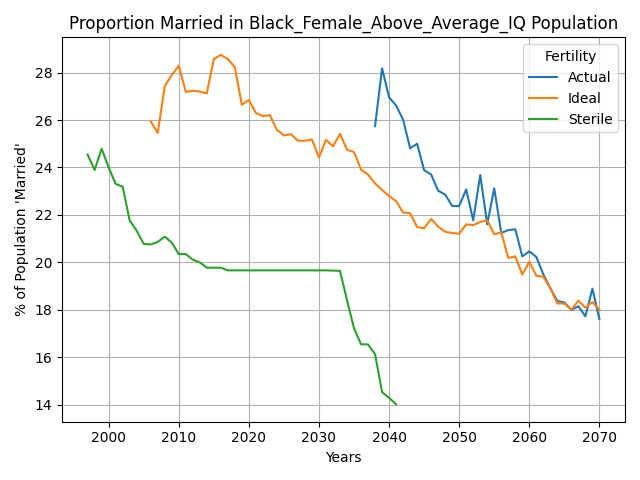 Proportion Married in Black_Female_Above_Average_IQ Population
Fertility
Actual
Ideal
Sterile
% of Population 'Married'
28
26
24
22
20
18
16
14
2000 2010 2020 2030 2040 2050 2060 2070
Years